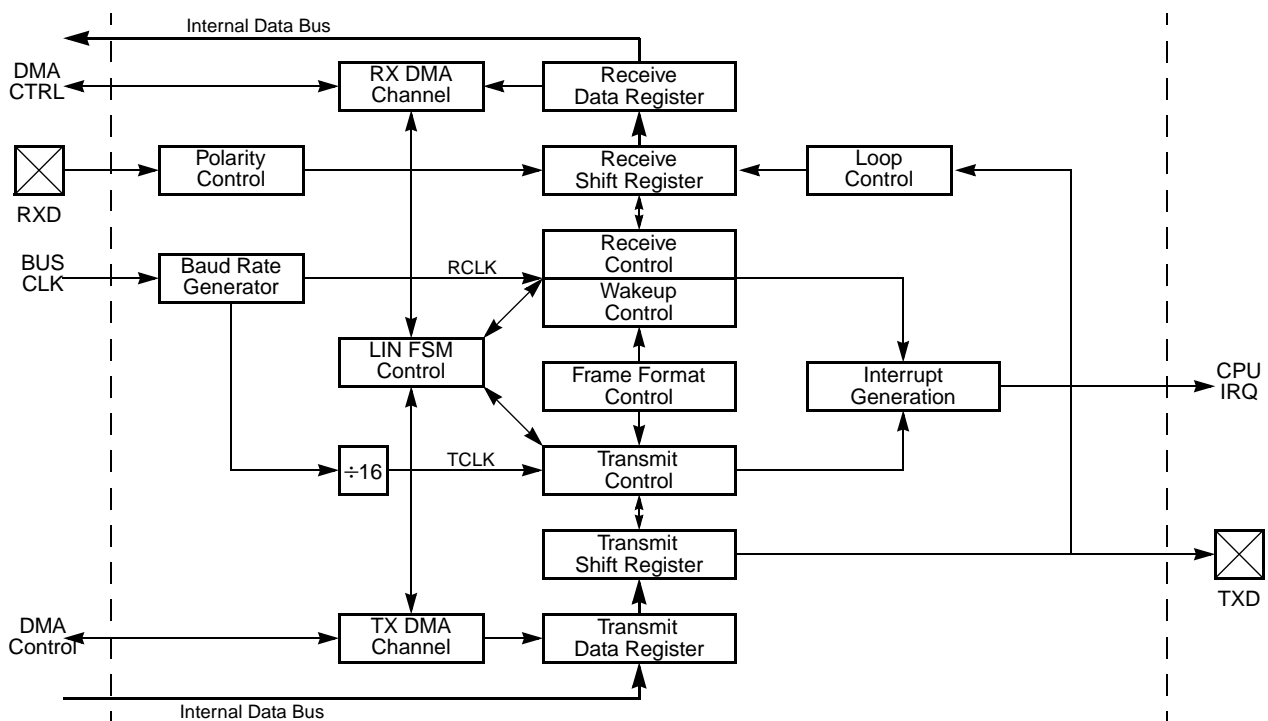 Internal Data Bus
DMA
CTRL
RX DMA
Channel
Receive
Data Register
RXD
Polarity
Control
Receive
Shift Register
Loop
Control
BUS
CLK
Baud Rate
Generator
RCLK
Receive
Control
Wakeup
Control
LIN FSM
Control
Frame Format
Control
Interrupt
Generation
CPU
IRQ
÷16
TCLK
Transmit
Control
Transmit
Shift Register
TXD
DMA
Control
TX DMA
Channel
Transmit
Data Register
Internal Data Bus